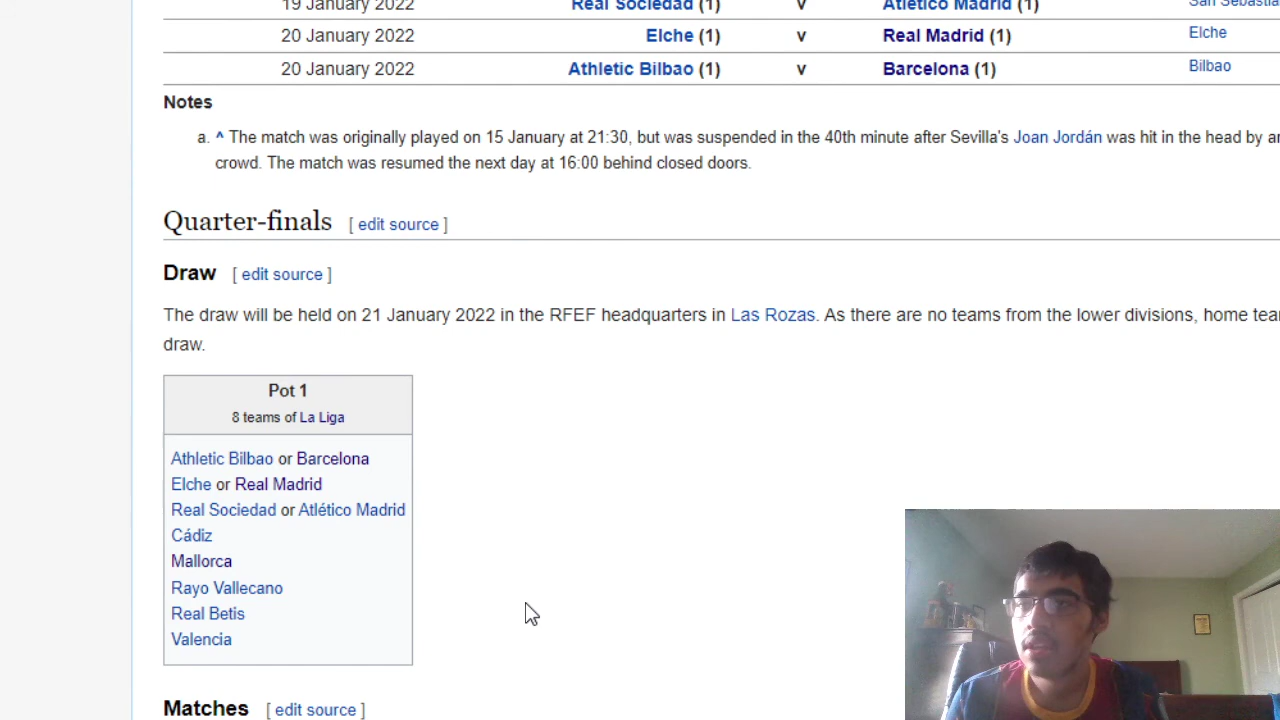 19 January 2022 Real Sociedad (1) v Atlético Madrid (1)
20 January 2022 Elche (1) v Real Madrid (1) Elche
20 January 2022 Athletic Bilbao (1) v Barcelona (1) Bilbao
Notes
a. ^ The match was originally played on 15 January at 21:30, but was suspended in the 40th minute after Sevilla's Joan Jordán was hit in the head by
crowd. The match was resumed the next day at 16:00 behind closed doors.
Quarter-finals [ edit source ]
Draw [ edit source ]
The draw will be held on 21 January 2022 in the RFEF headquarters in Las Rozas. As there are no teams from the lower divisions, home
draw.
Pot 1
8 teams of La Liga
Athletic Bilbao or Barcelona
Elche or Real Madrid
Real Sociedad or Atlético Madrid
Cádiz
Mallorca
Rayo Vallecano
Real Betis
Valencia
Matches [ edit source ]